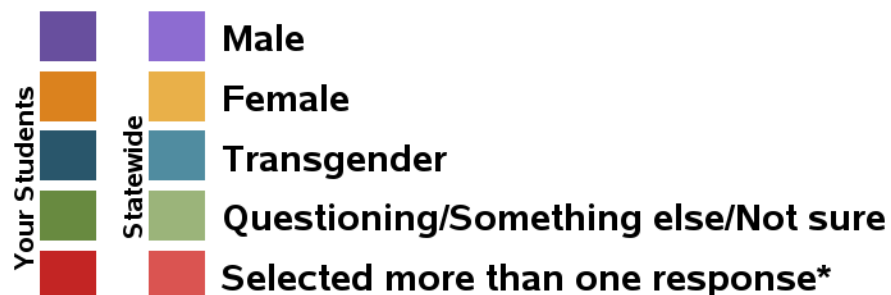 Your Students
Statewide
Male
Female
Transgender
Questioning/Something else/Not sure
Selected more than one response*